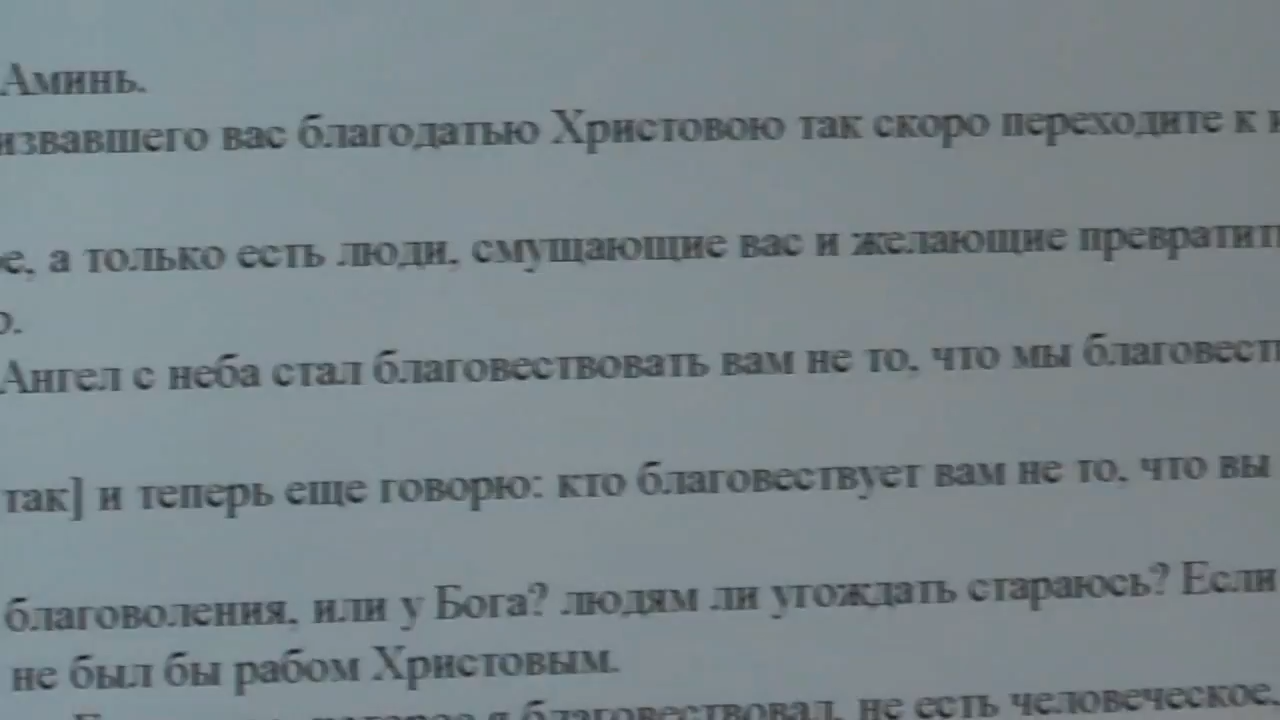 Аминь.
извавшего вас благодатью Христовою так скоро переходите к и
е, а только есть люди, смущающие вас и желающие превратить
о.
Ангел с неба стал благовествовать вам не то, что мы благовест
так] и теперь еще говорю: кто благовествует вам не то, что вы
благоволения, или у Бога? людям ли угождать стараюсь? Если
не был бы рабом Христовым.
я благовествовал, не есть человеческое,